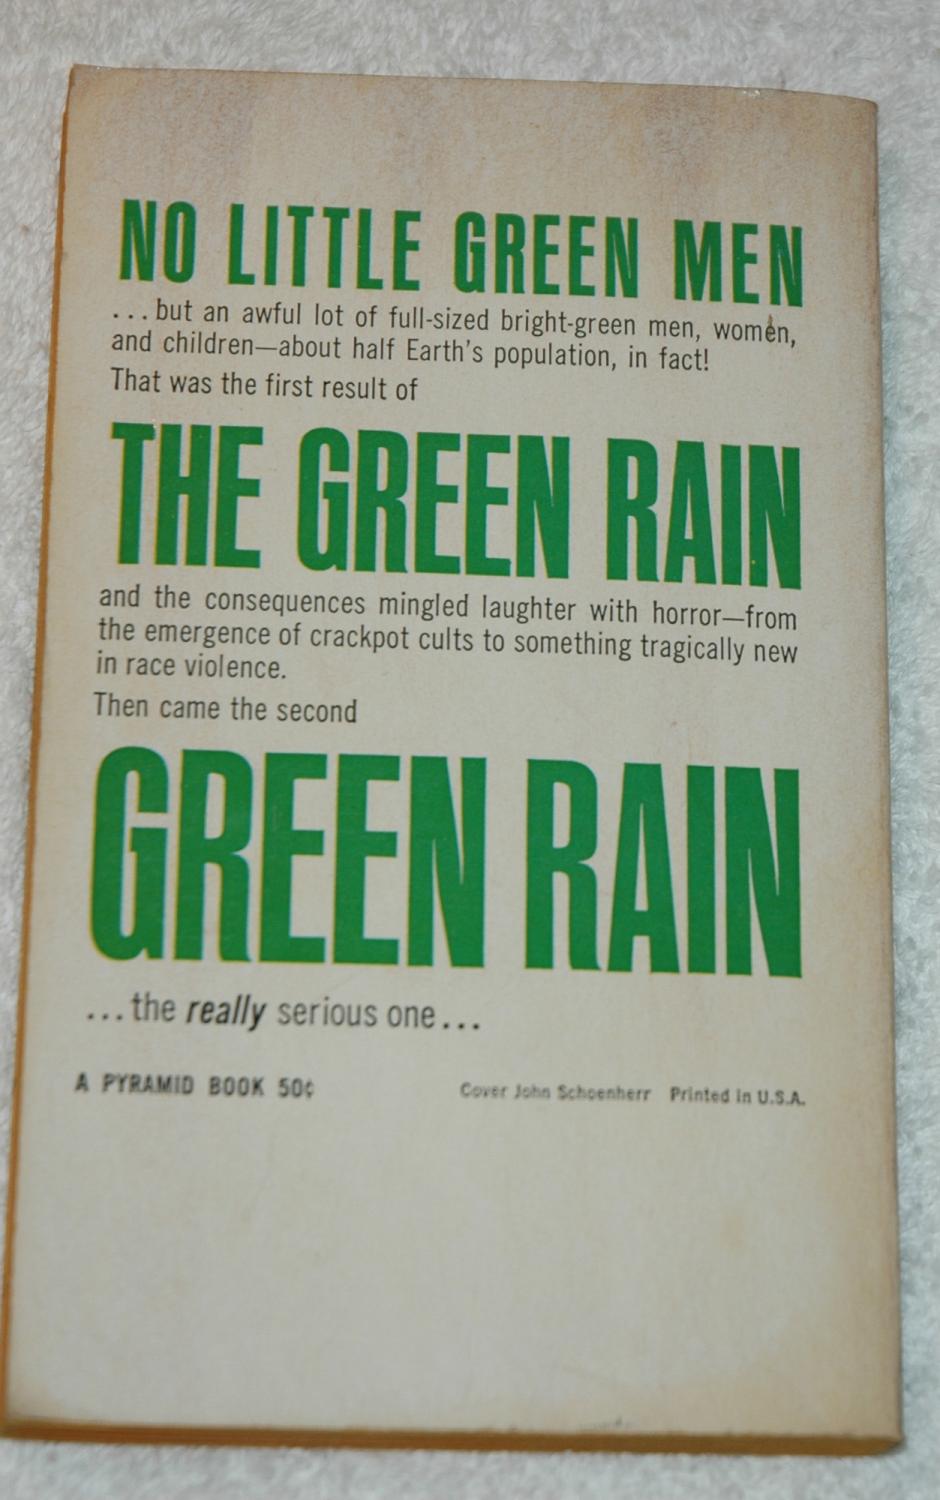 NO LITTLE GREEN MEN
...but an awful lot of full-sized bright-green men, women,
and children—about half Earth's population, in fact!
That was the first result of
THE GREEN RAIN
and the consequences mingled laughter with horror—from
the emergence of crackpot cults to something tragically new
in race violence.
Then came the second
GREEN RAIN
...the really serious one...
A PYRAMID BOOK 50¢ Cover John Schoenherr Printed in U.S.A.